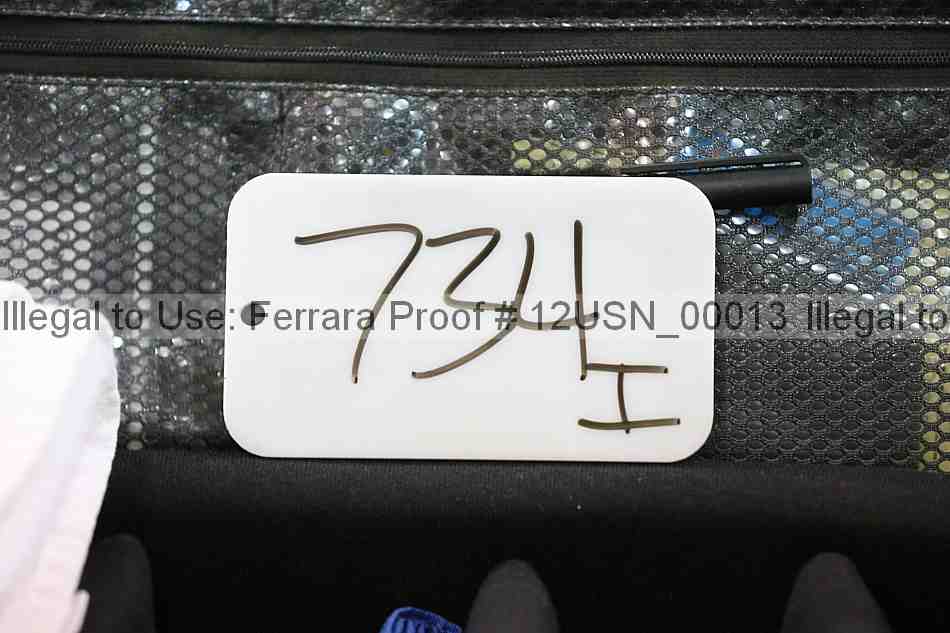 734
I
Illegal to Use: Ferrara Proof # 12USN_00013 Illegal to